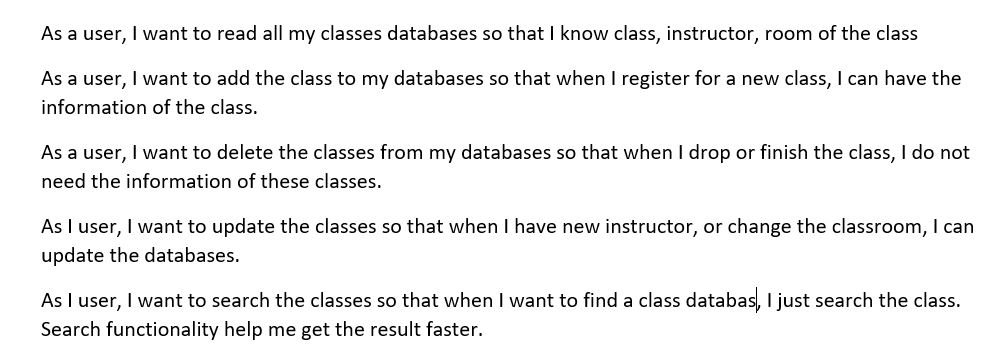 As a user, I want to read all my classes databases so that I know class, instructor, room of the class
As a user, I want to add the class to my databases so that when I register for a new class, I can have the
information of the class.
As a user, I want to delete the classes from my databases so that when I drop or finish the class, I do not
need the information of these classes.
As I user, I want to update the classes so that when I have new instructor, or change the classroom, I can
update the databases.
As I user, I want to search the classes so that when I want to find a class databas, I just search the class.
Search functionality help me get the result faster.